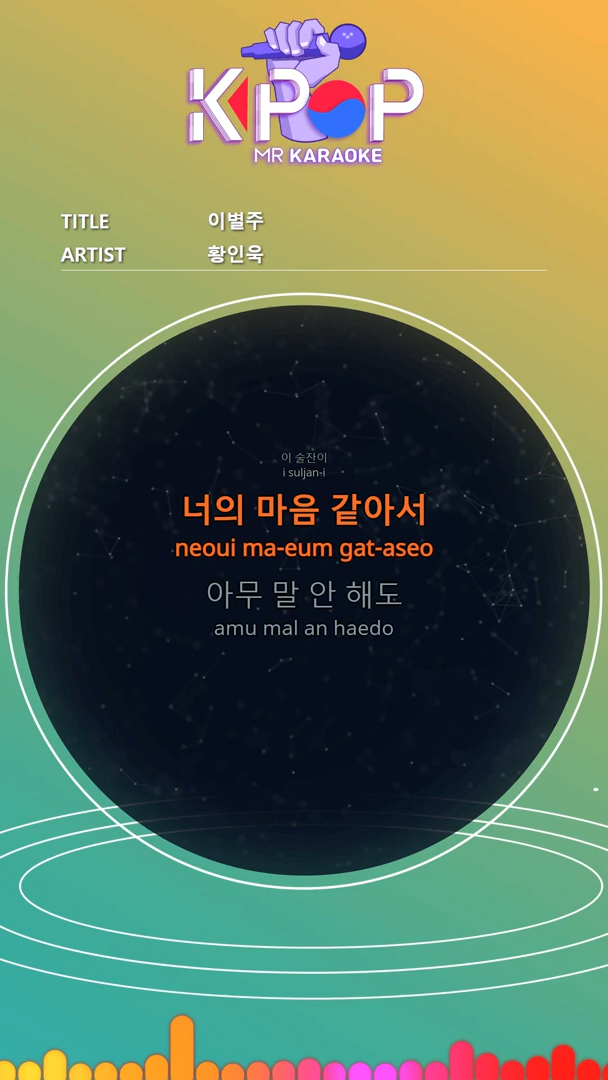 KPOP
MR KARAOKE
TITLE 이별주
ARTIST 황인욱
이 술잔이
i suljan-i
너의 마음 같아서
neoui ma-eum gat-aseo
아무 말 안 해도
amu mal an haedo